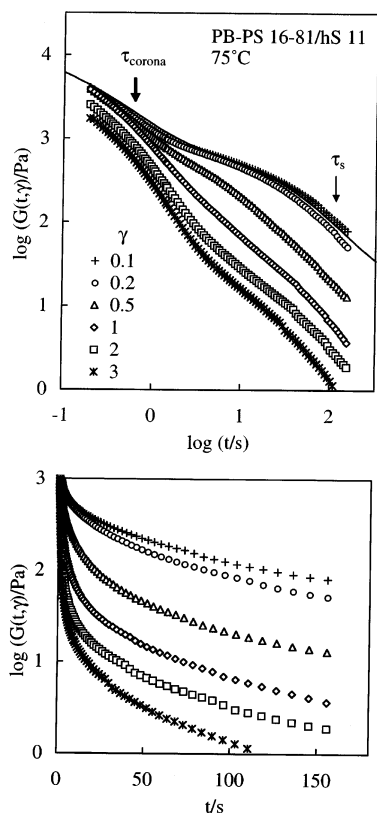 PB-PS 16-81/hS 11
75°C
τcorona
τs
log (G(t,γ)/Pa)
4
3
2
1
0
γ
+ 0.1
○ 0.2
△ 0.5
◇ 1
□ 2
✳ 3
-1 0 1 2
log (t/s)
log (G(t,γ)/Pa)
3
2
1
0
0 50 100 150
t/s